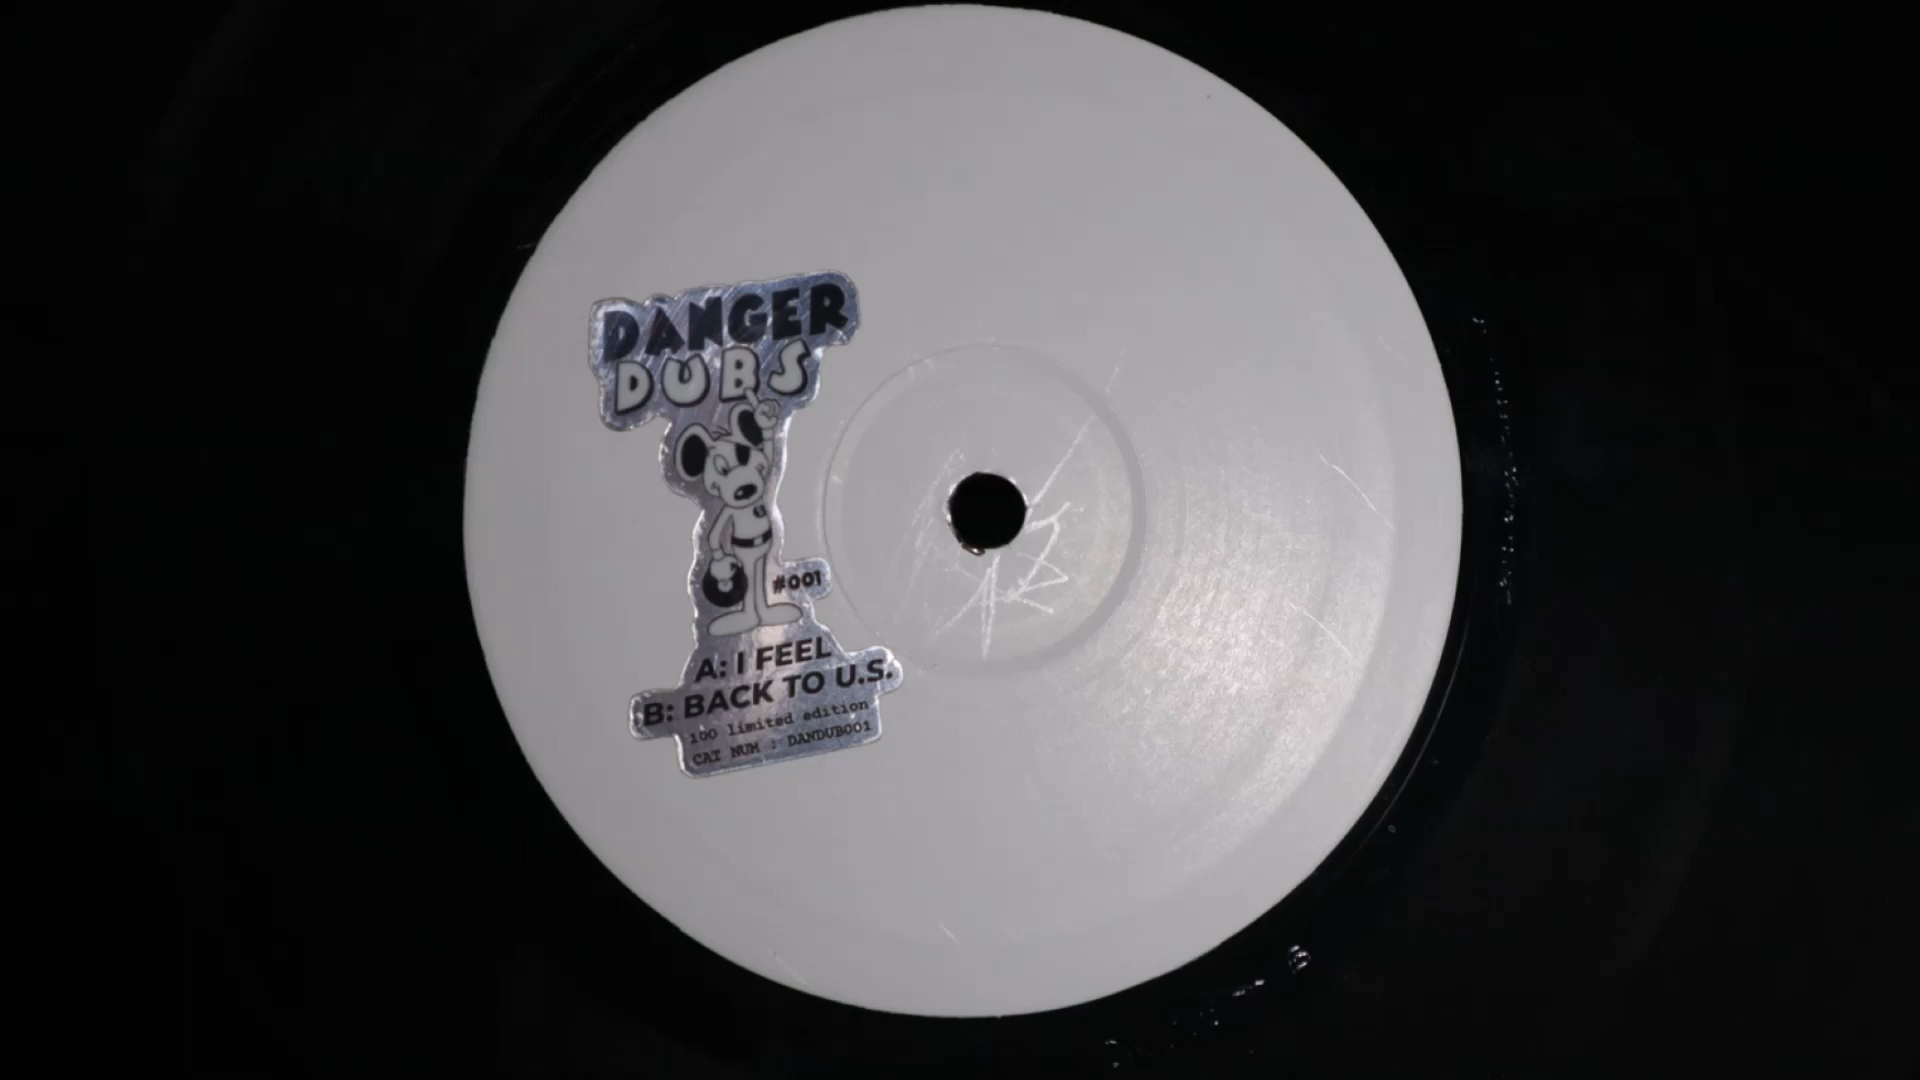 DANGER
DUBS
#001
A: I FEEL
B: BACK TO U.S.
100 limited edition
CAT NUM : DANDUB001